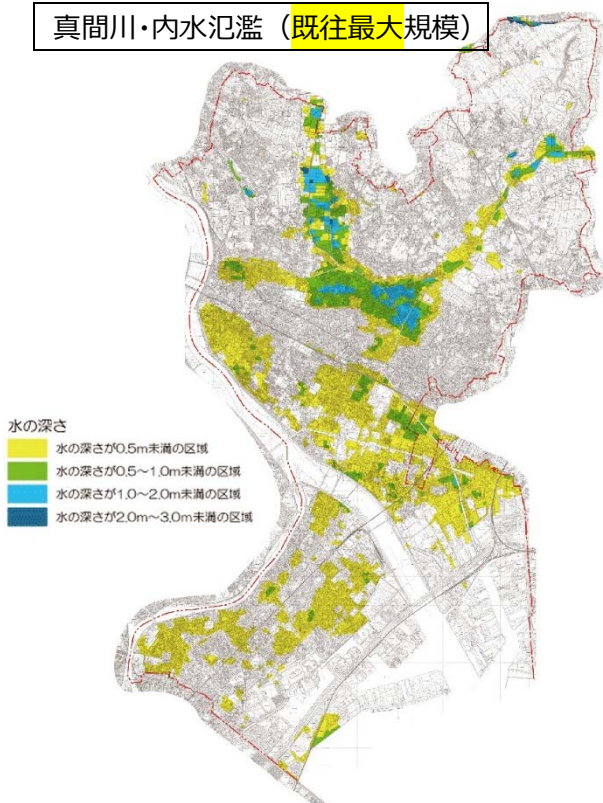 真間川・内水氾濫（既往最大規模）
水の深さ
水の深さが0.5m未満の区域
水の深さが0.5～1.0m未満の区域
水の深さが1.0～2.0m未満の区域
水の深さが2.0m～3.0m未満の区域